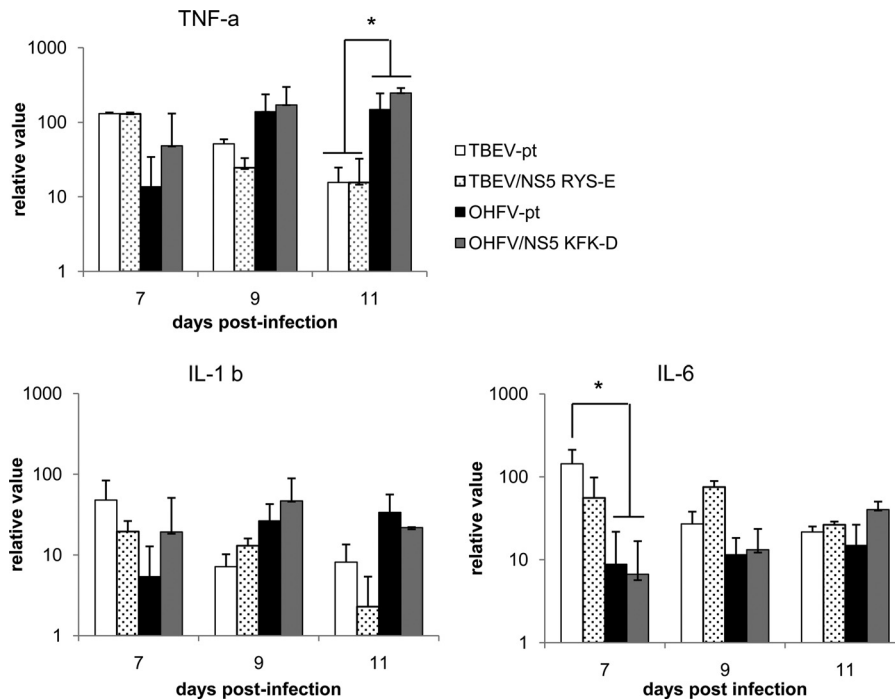 TNF-a
*
1000
100
10
1
relative value
7 9 11
days post-infection
TBEV-pt
TBEV/NS5 RYS-E
OHFV-pt
OHFV/NS5 KFK-D
IL-1 b
1000
100
10
1
relative value
7 9 11
days post-infection
IL-6
*
1000
100
10
1
relative value
7 9 11
days post infection